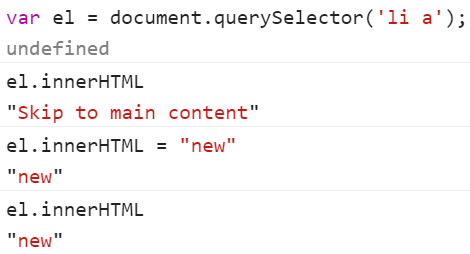 var el = document.querySelector('li a');
undefined
el.innerHTML
"Skip to main content"
el.innerHTML = "new"
"new"
el.innerHTML
"new"